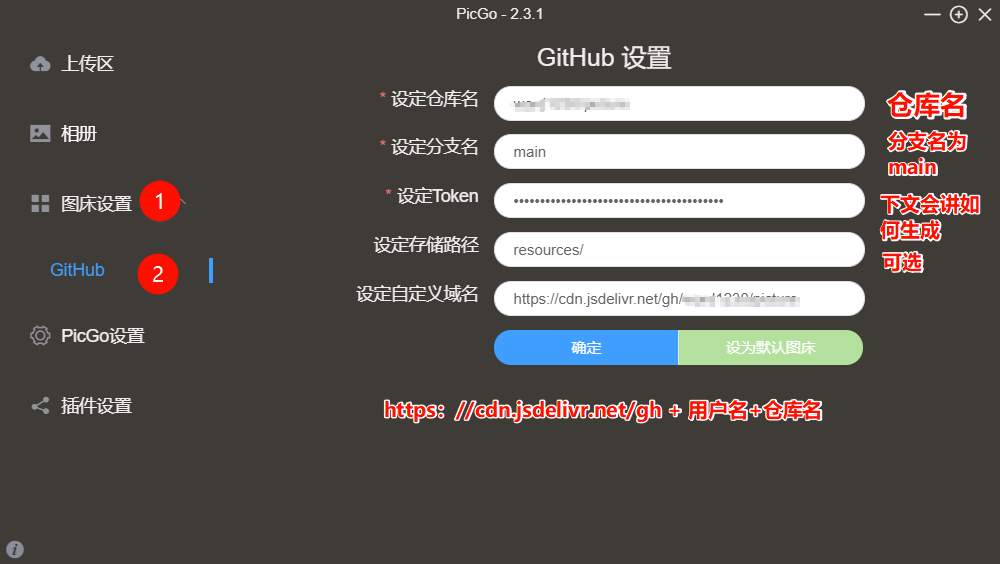 PicGo - 2.3.1
上传区
相册
图床设置
1
GitHub
2
PicGo设置
插件设置
GitHub 设置
* 设定仓库名
仓库名
* 设定分支名
main
分支名为
main
* 设定Token
下文会讲如
何生成
设定存储路径
resources/
可选
设定自定义域名
https://cdn.jsdelivr.net/gh/
确定
设为默认图床
https：//cdn.jsdelivr.net/gh + 用户名+仓库名